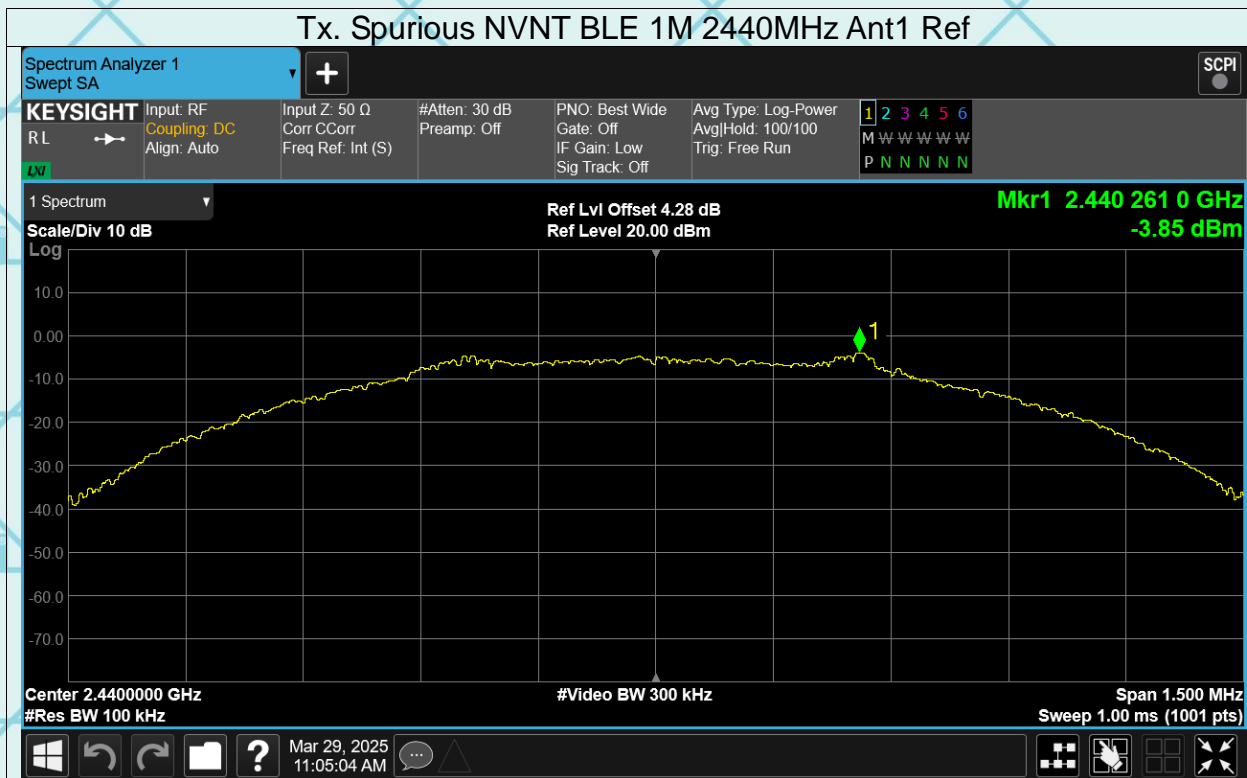 Tx. Spurious NVNT BLE 1M 2440MHz Ant1 Ref
Spectrum Analyzer 1
Swept SA
▼
+
SCPI
KEYSIGHT
RL
LXI
Input: RF
Coupling: DC
Align: Auto
Input Z: 50 Ω
Corr CCorr
Freq Ref: Int (S)
#Atten: 30 dB
Preamp: Off
PNO: Best Wide
Gate: Off
IF Gain: Low
Sig Track: Off
Avg Type: Log-Power
Avg|Hold: 100/100
Trig: Free Run
1 2 3 4 5 6
M W W W W W
P N N N N N
1 Spectrum
▼
Scale/Div 10 dB
Log
Ref Lvl Offset 4.28 dB
Ref Level 20.00 dBm
Mkr1 2.440 261 0 GHz
-3.85 dBm
10.0
0.00
-10.0
-20.0
-30.0
-40.0
-50.0
-60.0
-70.0
1
Center 2.4400000 GHz
#Res BW 100 kHz
#Video BW 300 kHz
Span 1.500 MHz
Sweep 1.00 ms (1001 pts)
?
Mar 29, 2025
11:05:04 AM